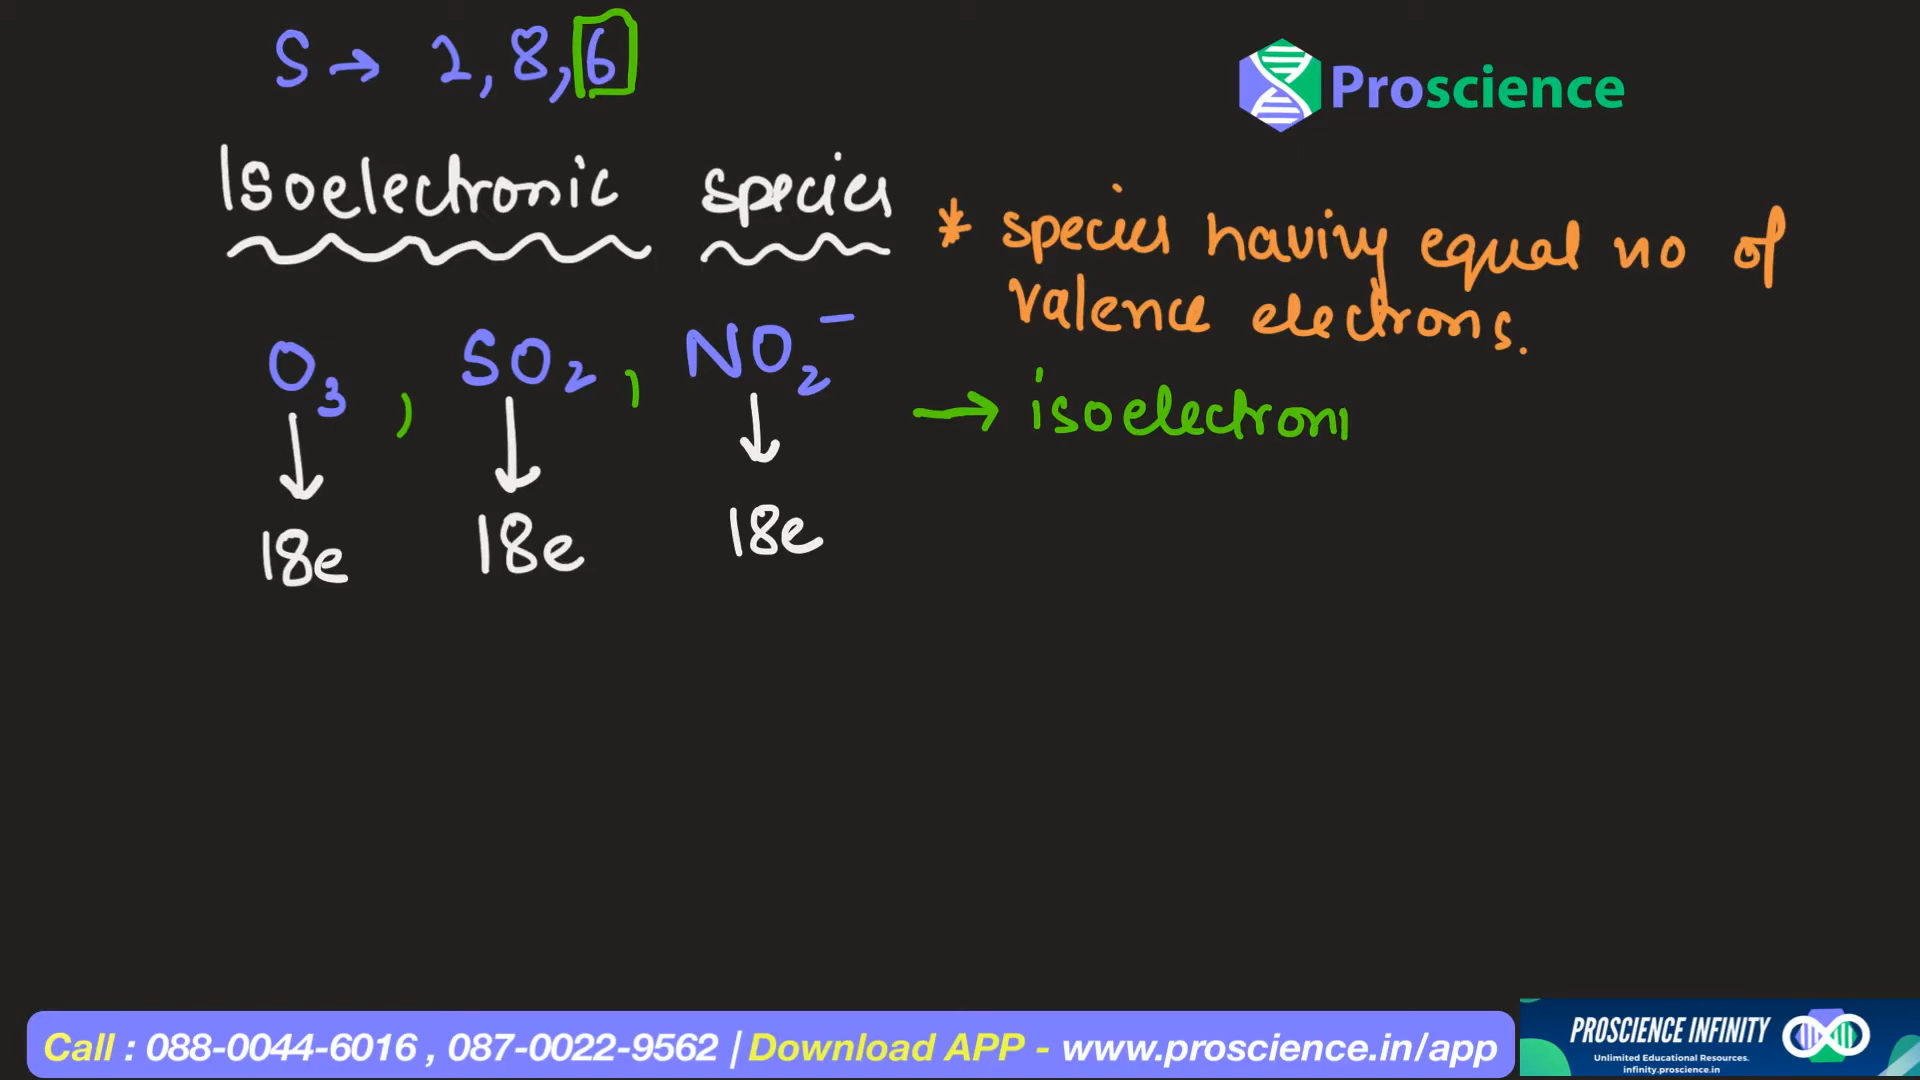 S → 2, 8, 6
Proscience
Isoelectronic species
* species having equal no of
valence electrons.
O₃ , SO₂ , NO₂⁻
→ isoelectroni
18e 18e 18e
Call : 088-0044-6016 , 087-0022-9562 | Download APP - www.proscience.in/app
PROSCIENCE INFINITY
Unlimited Educational Resources.
infinity.proscience.in